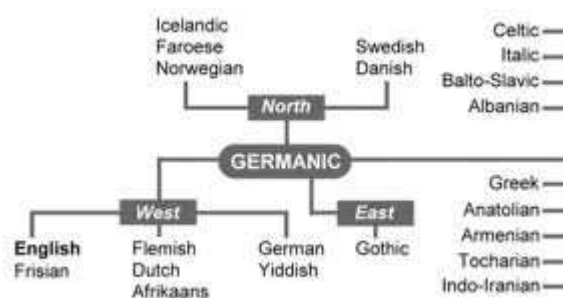 Icelandic
Faroese
Norwegian
Swedish
Danish
North
Celtic
Italic
Balto-Slavic
Albanian
GERMANIC
West
East
English
Frisian
Flemish
Dutch
Afrikaans
German
Yiddish
Gothic
Greek
Anatolian
Armenian
Tocharian
Indo-Iranian